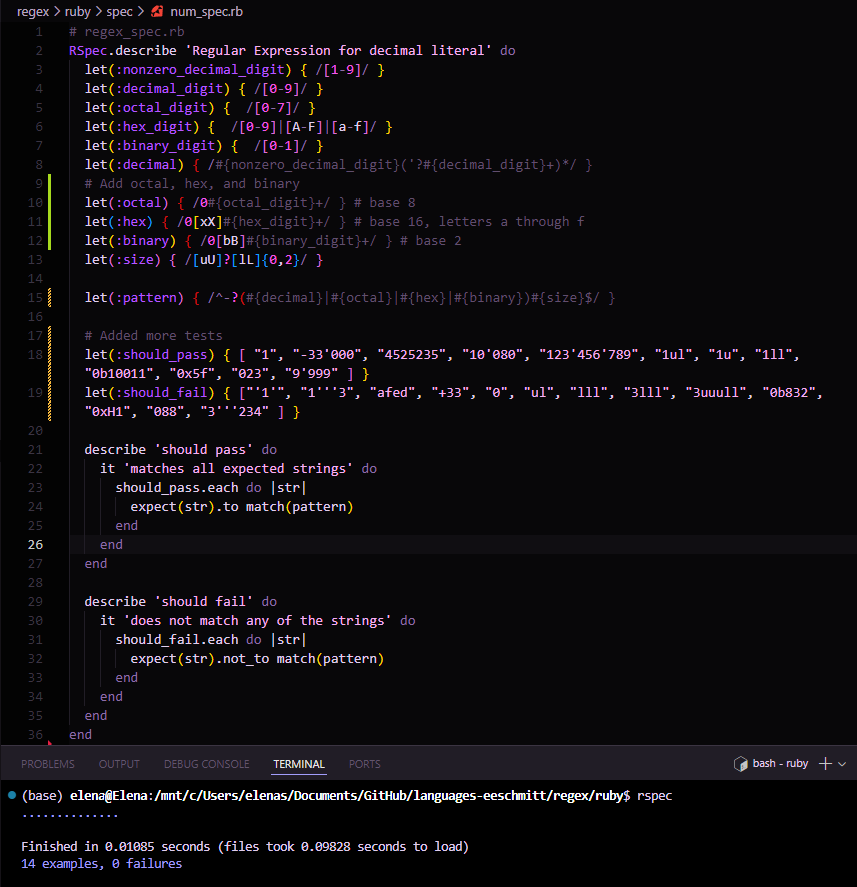 regex > ruby > spec > num_spec.rb
1 # regex_spec.rb
2 RSpec.describe 'Regular Expression for decimal literal' do
3 let(:nonzero_decimal_digit) { /[1-9]/ }
4 let(:decimal_digit) { /[0-9]/ }
5 let(:octal_digit) {  /[0-7]/ }
6 let(:hex_digit) {  /[0-9]|[A-F]|[a-f]/ }
7 let(:binary_digit) {  /[0-1]/ }
8 let(:decimal) { /#{nonzero_decimal_digit}('?#{decimal_digit}+)*/ }
9 # Add octal, hex, and binary
10 let(:octal) { /0#{octal_digit}+/ } # base 8
11 let(:hex) { /0[xX]#{hex_digit}+/ } # base 16, letters a through f
12 let(:binary) { /0[bB]#{binary_digit}+/ } # base 2
13 let(:size) { /[uU]?[lL]{0,2}/ }
14
15 let(:pattern) { /^-?(#{decimal}|#{octal}|#{hex}|#{binary})#{size}$/ }
16
17 # Added more tests
18 let(:should_pass) { [ "1", "-33'000", "4525235", "10'080", "123'456'789", "1ul", "1u", "1ll",
"0b10011", "0x5f", "023", "9'999" ] }
19 let(:should_fail) { ["'1'", "1'''3", "afed", "+33", "0", "ul", "lll", "3lll", "3uuull", "0b832",
"0xH1", "088", "3'''234" ] }
20
21 describe 'should pass' do
22 it 'matches all expected strings' do
23 should_pass.each do |str|
24 expect(str).to match(pattern)
25 end
26 end
27 end
28
29 describe 'should fail' do
30 it 'does not match any of the strings' do
31 should_fail.each do |str|
32 expect(str).not_to match(pattern)
33 end
34 end
35 end
36 end
PROBLEMS OUTPUT DEBUG CONSOLE TERMINAL PORTS bash - ruby
(base) elena@Elena:/mnt/c/Users/elenas/Documents/GitHub/languages-eeschmitt/regex/ruby$ rspec
..............
Finished in 0.01085 seconds (files took 0.09828 seconds to load)
14 examples, 0 failures